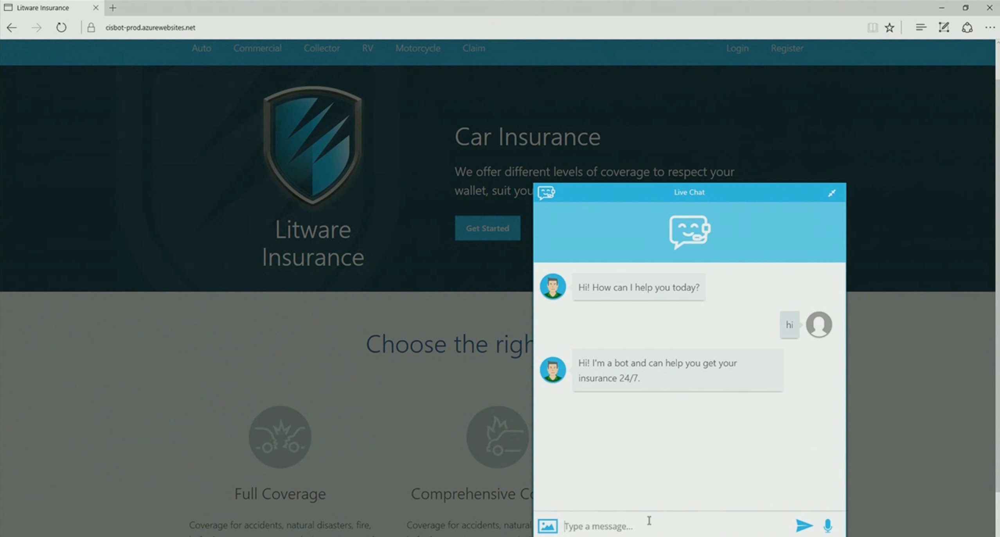 Litware Insurance
cisbot-prod.azurewebsites.net
Auto Commercial Collector RV Motorcycle Claim Login Register
Litware
Insurance
Car Insurance
We offer different levels of coverage to respect your
wallet, suit you
Get Started
Live Chat
Hi! How can I help you today?
hi
Hi! I'm a bot and can help you get your
insurance 24/7.
Type a message...
Choose the righ
Full Coverage
Coverage for accidents, natural disasters, fire,
Comprehensive Co
Coverage for accidents, natural